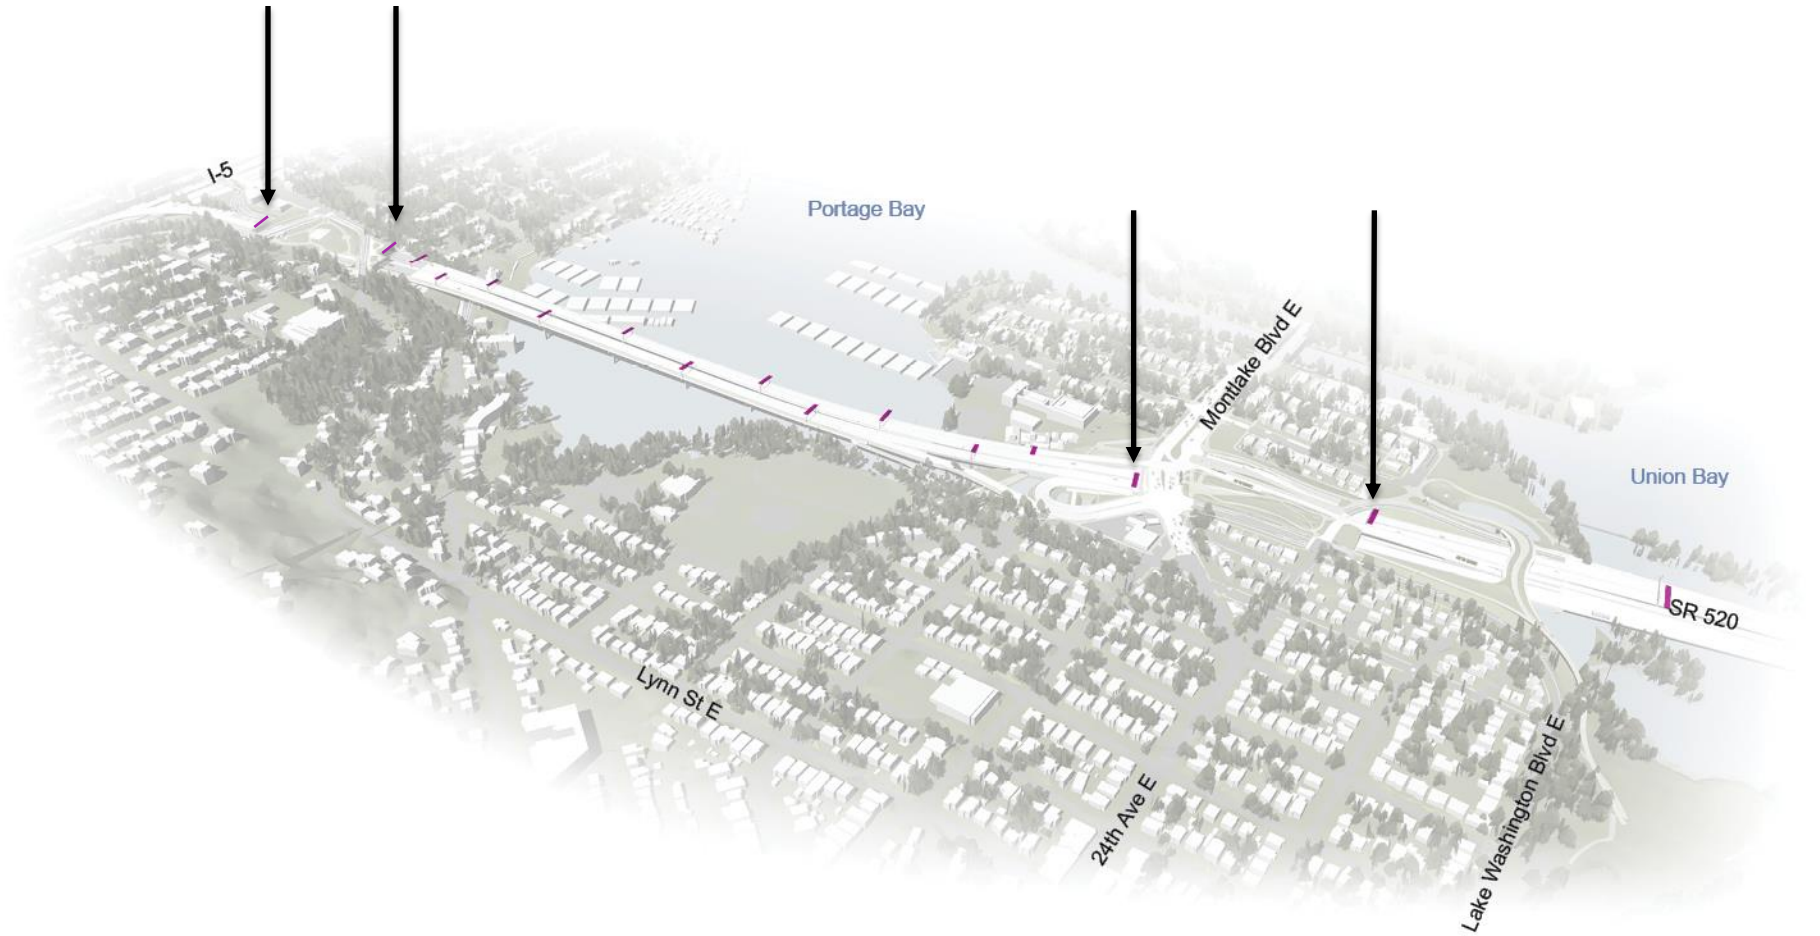 I-5
Portage Bay
Montlake Blvd E
Union Bay
SR 520
Lynn St E
24th Ave E
Lake Washington Blvd E